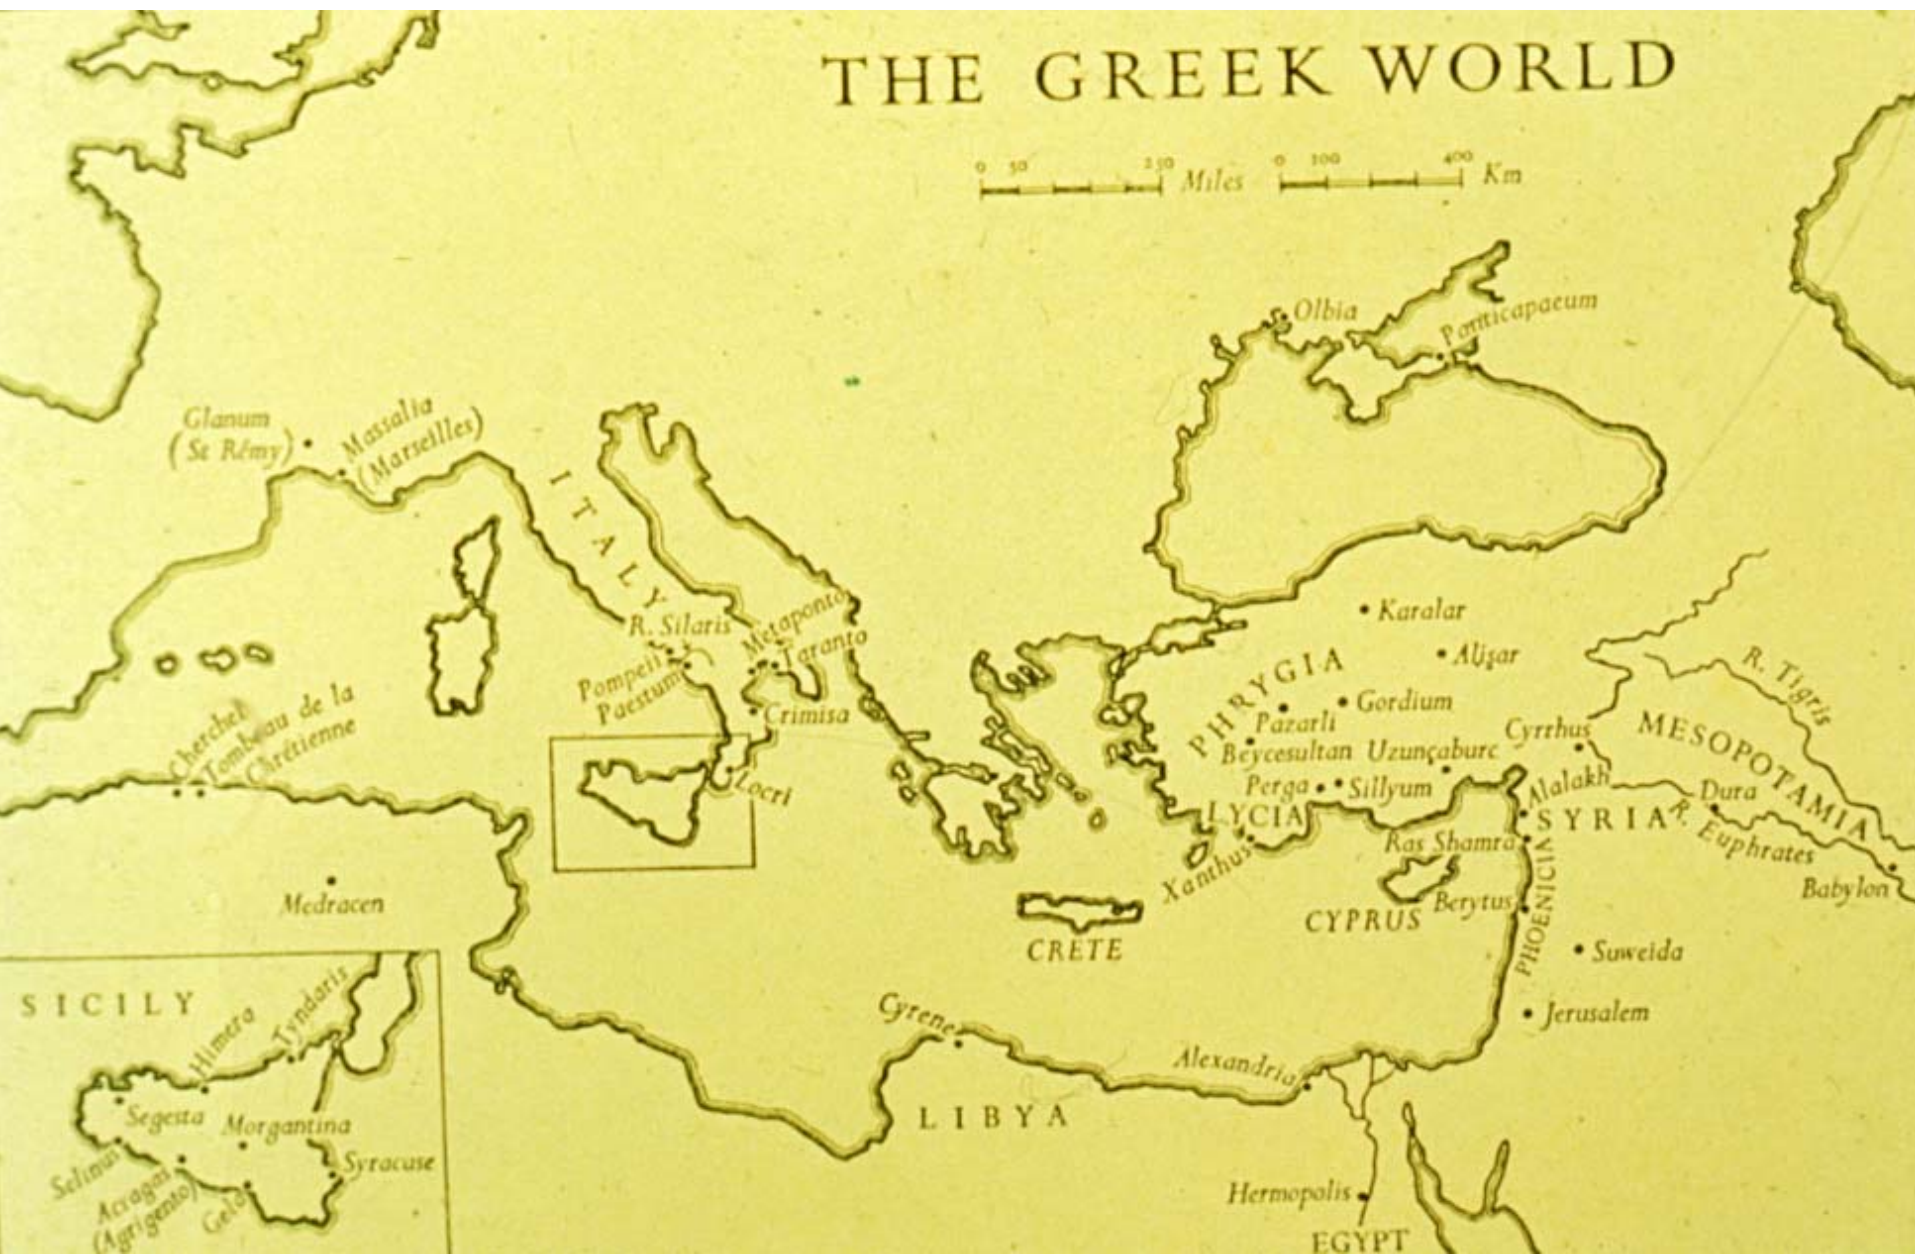 THE GREEK WORLD
0 50 250 Miles
0 100 400 Km
Olbia
Panticapaeum
Glanum
(St Rémy)
Massalia
(Marseilles)
ITALY
R. Silaris
Metaponto
Taranto
Pompeii
Paestum
Crimisa
Locri
Cherchel
Tombeau de la
Chrétienne
Medracen
Karalar
Alişar
PHRYGIA
Gordium
Pazarli
Beycesultan
Uzunçaburc
Cyrrhus
Perga
Sillyum
LYCIA
Xanthus
R. Tigris
MESOPOTAMIA
Alalakh
Dura
SYRIA
R. Euphrates
Ras Shamra
Babylon
CYPRUS
Berytus
PHOENICIA
CRETE
Suweida
Jerusalem
Cyrene
Alexandria
LIBYA
Hermopolis
EGYPT
SICILY
Himera
Tyndaris
Segesta
Morgantina
Selinus
Syracuse
Acragas
(Agrigento)
Gela